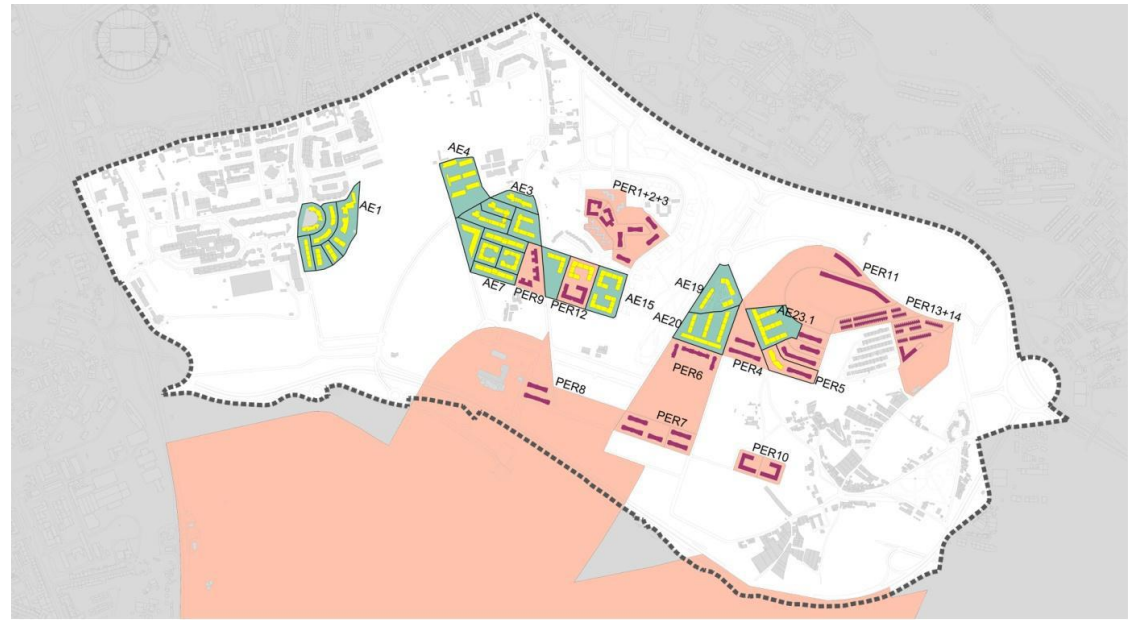 AE4
AE3
AE1
PER1+2+3
PER11
AE7
PER9
PER12
AE15
AE19
AE20
AE23.1
PER13+14
PER6
PER4
PER5
PER8
PER7
PER10